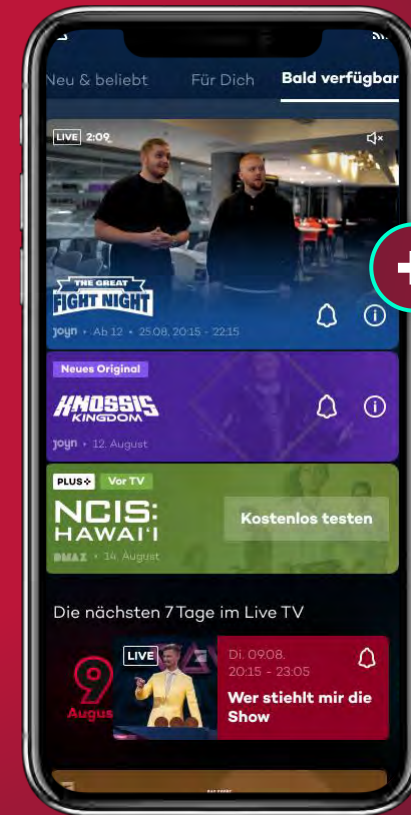 Neu & beliebt Für Dich Bald verfügbar
LIVE 2:09
THE GREAT
FIGHT NIGHT
joyn • Ab 12 • 25.08, 20:15 - 22:15
Neues Original
KNOSSIS
KINGDOM
joyn • 12. August
PLUS+ Vor TV
NCIS:
HAWAI'I
Kostenlos testen
DMAX • 14. August
Die nächsten 7 Tage im Live TV
9
Augus
LIVE
Di. 09.08.
20:15 - 23:05
Wer stiehlt mir die
Show